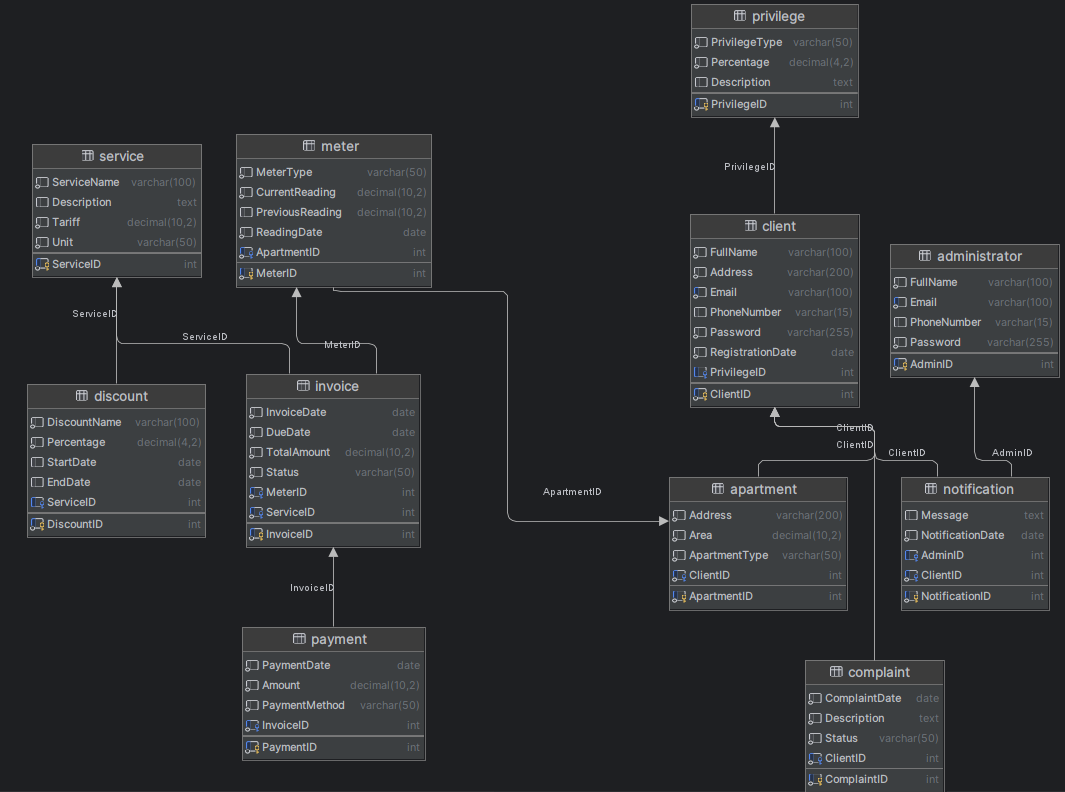 privilege
PrivilegeType varchar(50)
Percentage decimal(4,2)
Description text
PrivilegeID int
PrivilegeID
service
ServiceName varchar(100)
Description text
Tariff decimal(10,2)
Unit varchar(50)
ServiceID int
meter
MeterType varchar(50)
CurrentReading decimal(10,2)
PreviousReading decimal(10,2)
ReadingDate date
ApartmentID int
MeterID int
client
FullName varchar(100)
Address varchar(200)
Email varchar(100)
PhoneNumber varchar(15)
Password varchar(255)
RegistrationDate date
PrivilegeID int
ClientID int
administrator
FullName varchar(100)
Email varchar(100)
PhoneNumber varchar(15)
Password varchar(255)
AdminID int
ServiceID
ServiceID
MeterID
discount
DiscountName varchar(100)
Percentage decimal(4,2)
StartDate date
EndDate date
ServiceID int
DiscountID int
invoice
InvoiceDate date
DueDate date
TotalAmount decimal(10,2)
Status varchar(50)
MeterID int
ServiceID int
InvoiceID int
ClientID
ClientID
ClientID
AdminID
ApartmentID
apartment
Address varchar(200)
Area decimal(10,2)
ApartmentType varchar(50)
ClientID int
ApartmentID int
notification
Message text
NotificationDate date
AdminID int
ClientID int
NotificationID int
InvoiceID
payment
PaymentDate date
Amount decimal(10,2)
PaymentMethod varchar(50)
InvoiceID int
PaymentID int
complaint
ComplaintDate date
Description text
Status varchar(50)
ClientID int
ComplaintID int